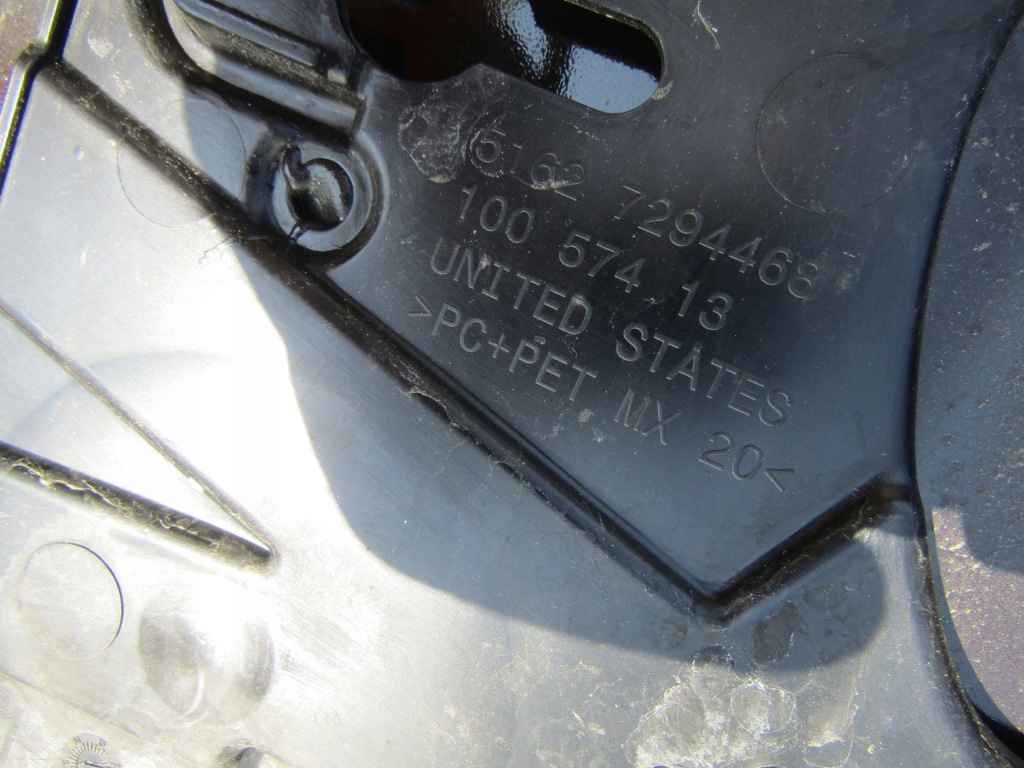 5162 7294468
100 574 13
UNITED STATES
>PC+PET MX 20<